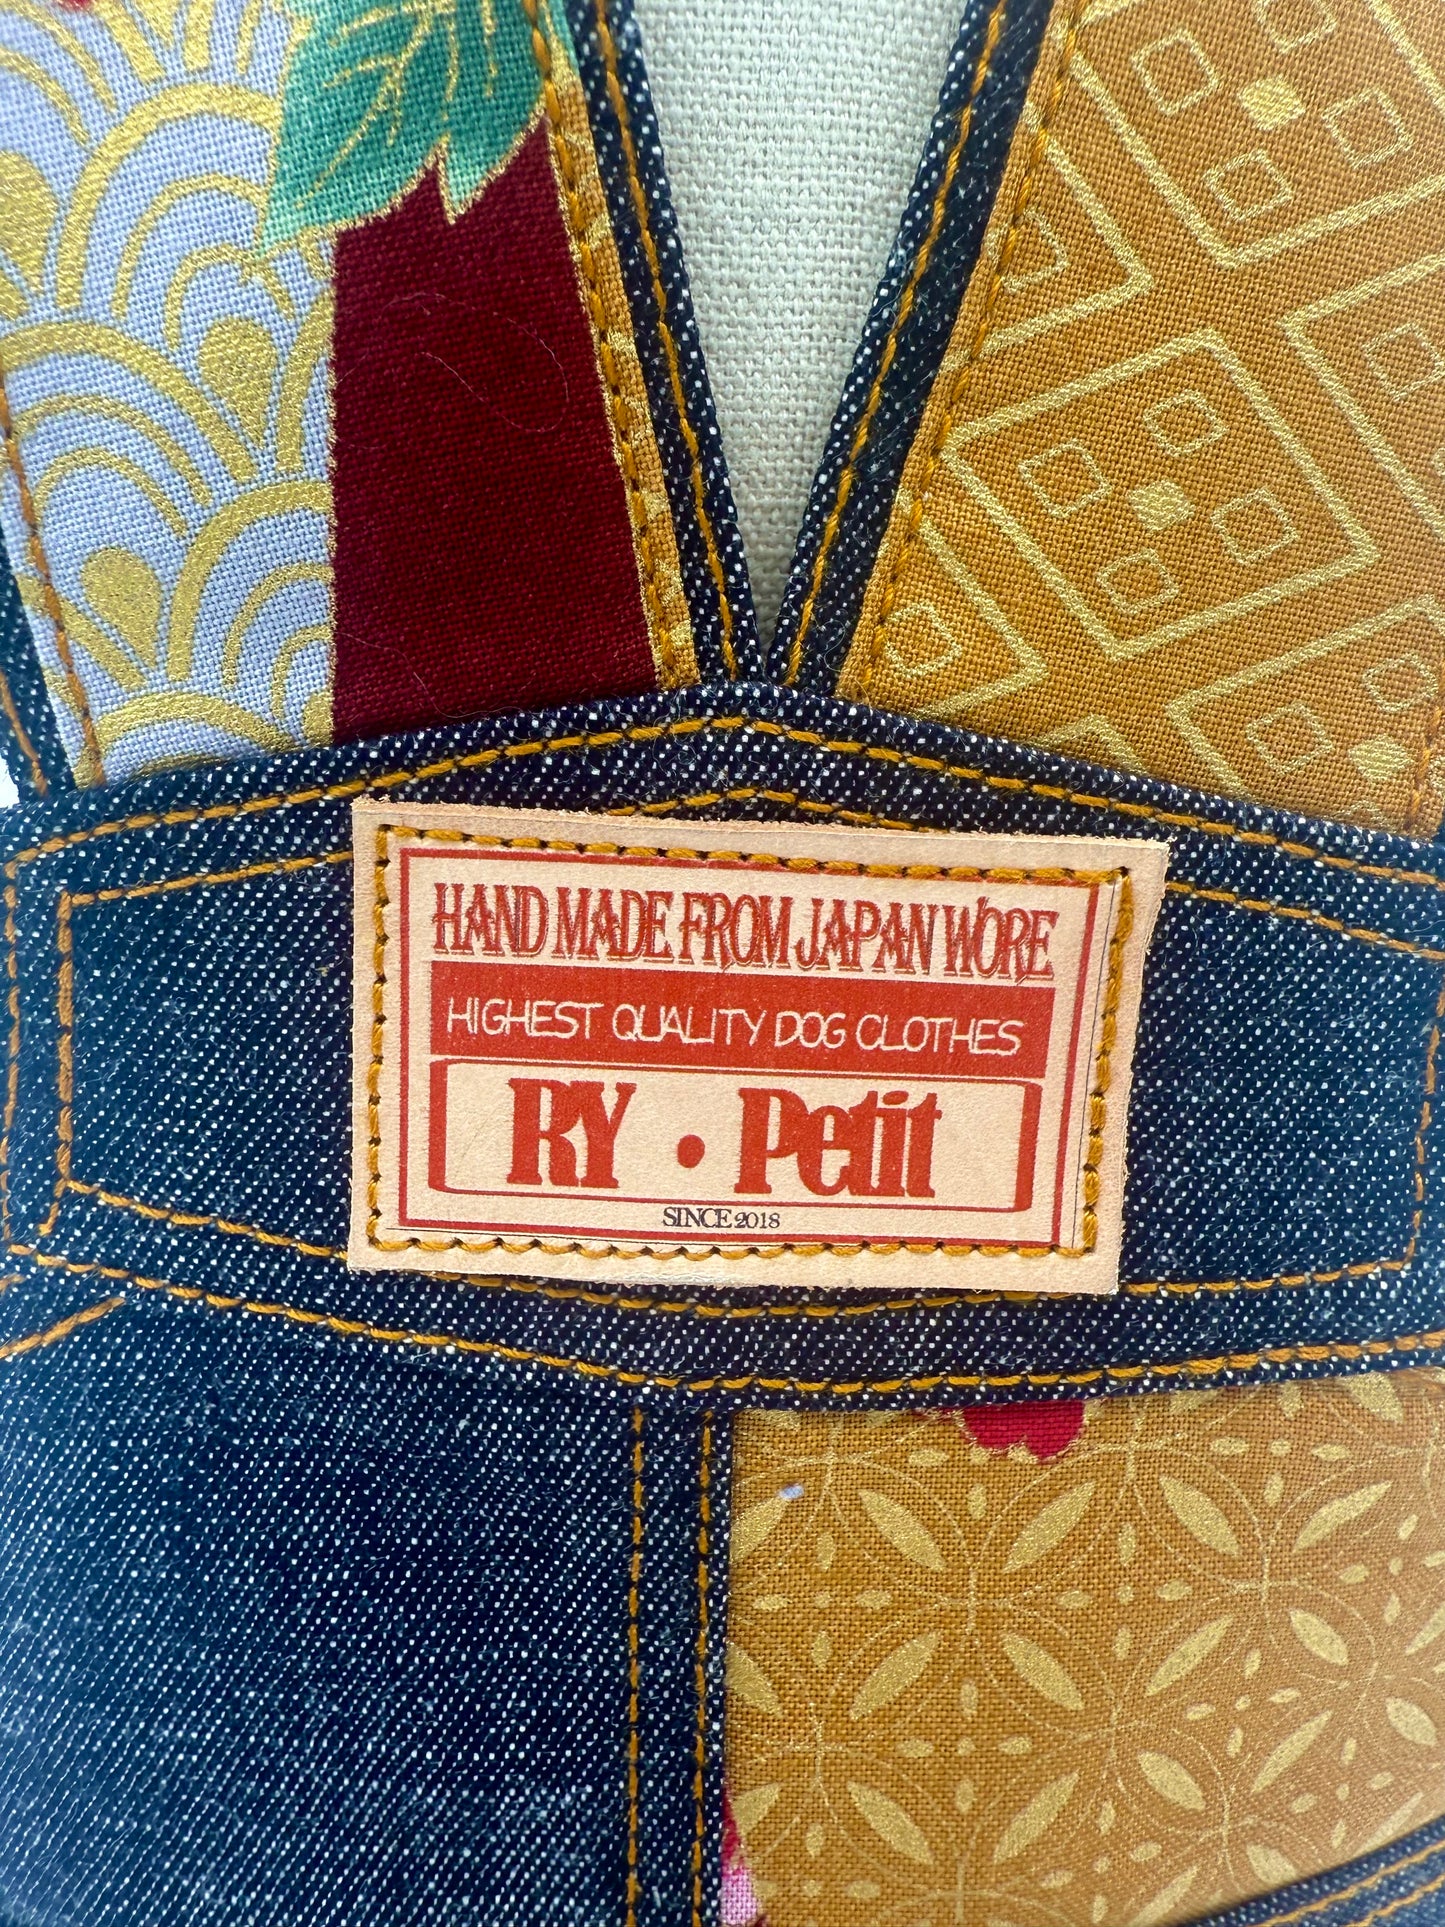 HAND MADE FROM JAPAN WORE
HIGHEST QUALITY DOG CLOTHES
RY • Petit
SINCE 2018